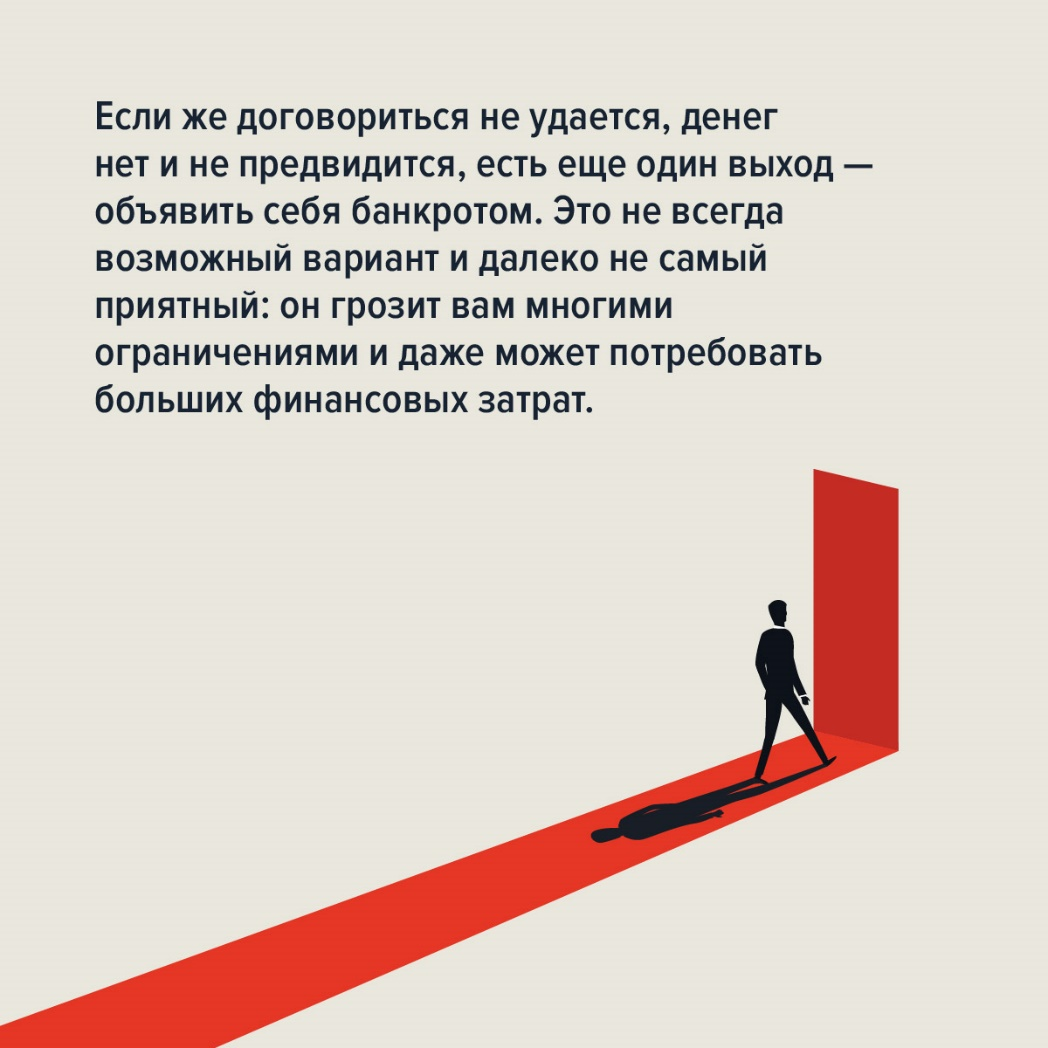 Если же договориться не удается, денег
нет и не предвидится, есть еще один выход —
объявить себя банкротом. Это не всегда
возможный вариант и далеко не самый
приятный: он грозит вам многими
ограничениями и даже может потребовать
больших финансовых затрат.